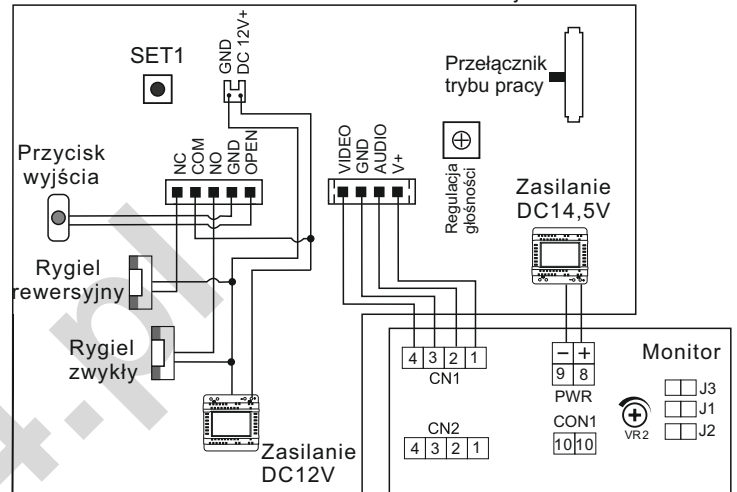 SET1
GND
DC 12V+
Przełącznik
trybu pracy
Przycisk
wyjścia
NC
COM
NO
GND
OPEN
VIDEO
GND
AUDIO
V+
Regulacja
głośności
Zasilanie
DC14,5V
Rygiel
rewersyjny
Rygiel
zwykły
Zasilanie
DC12V
4 3 2 1
CN1
CN2
4 3 2 1
− +
9 8
PWR
CON1
10 10
Monitor
VR2
J3
J1
J2
4.pl